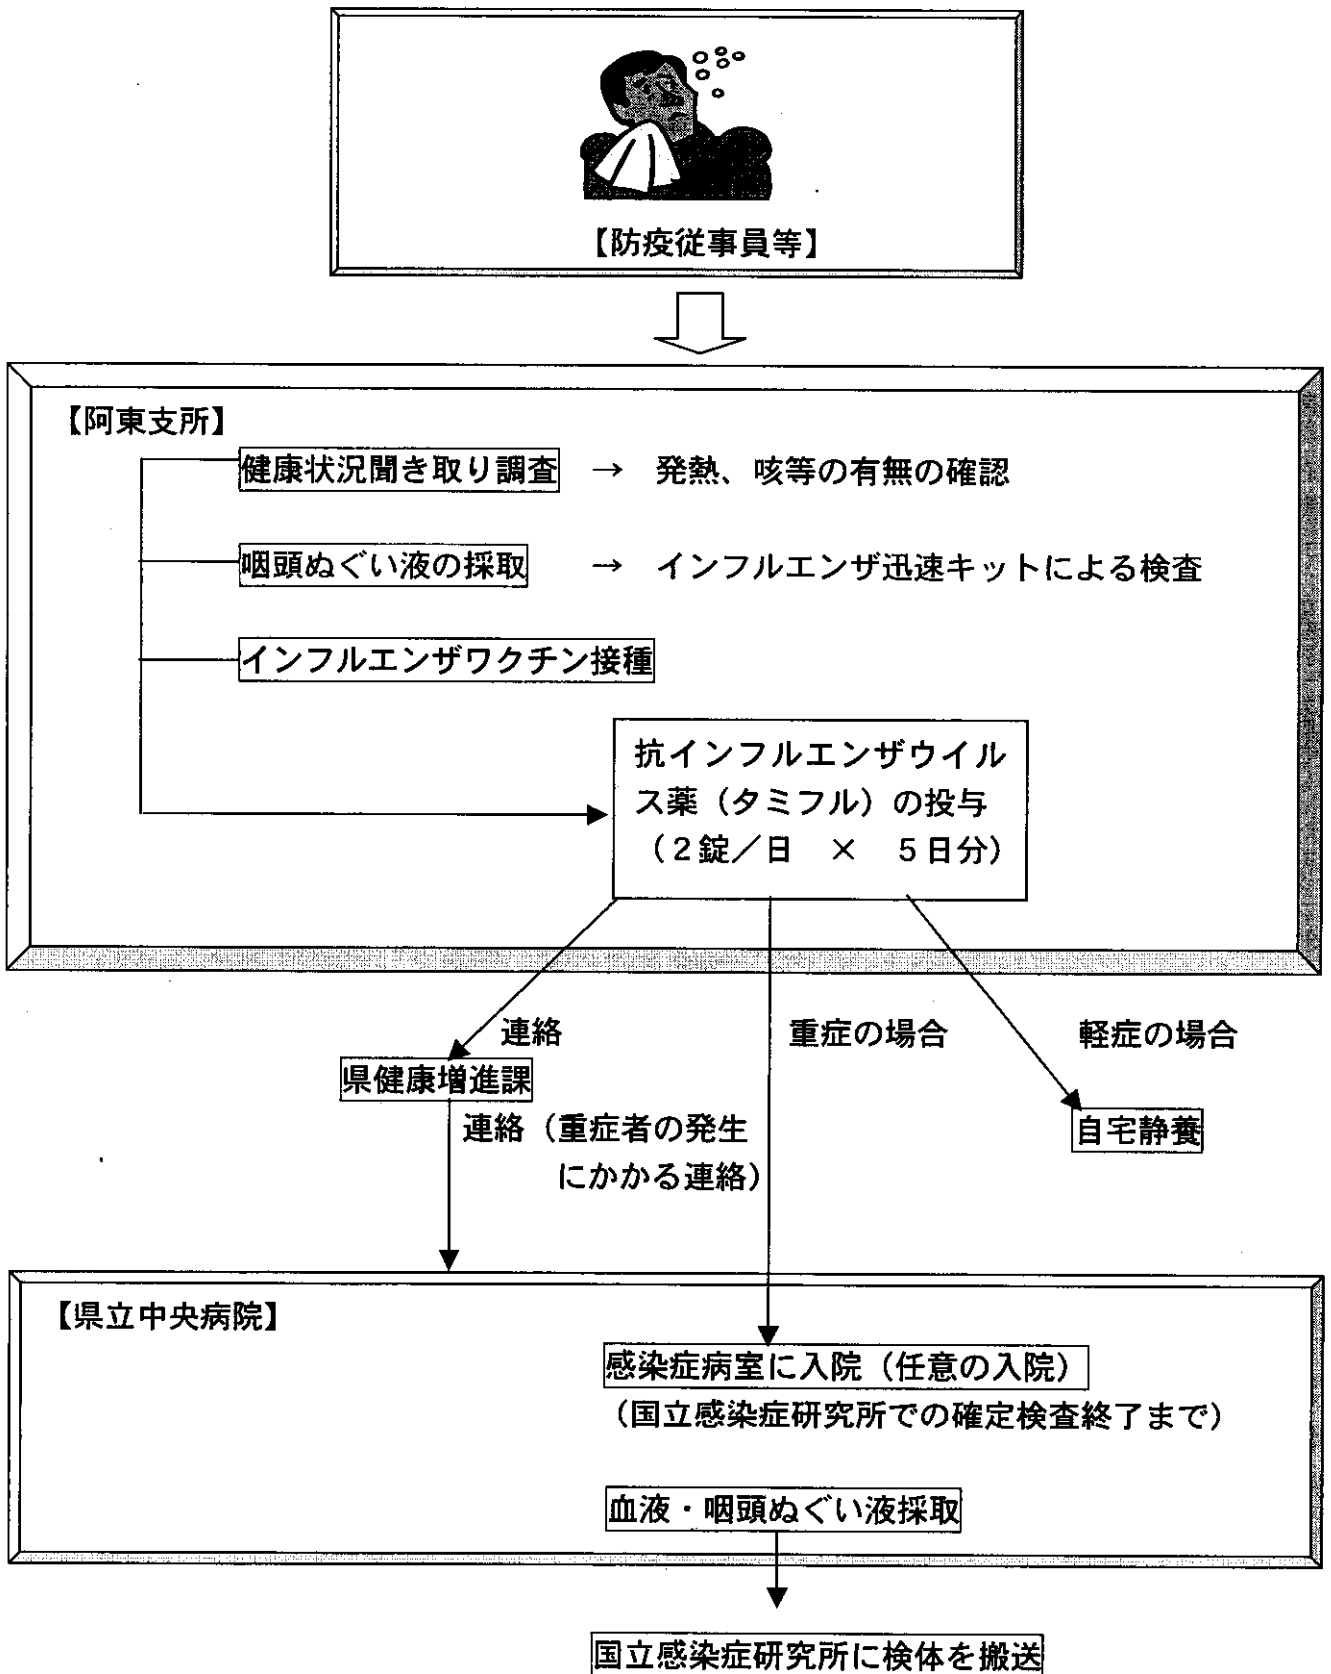 【防疫従事員等】
【阿東支所】
健康状況聞き取り調査 → 発熱、咳等の有無の確認
咽頭ぬぐい液の採取 → インフルエンザ迅速キットによる検査
インフルエンザワクチン接種
抗インフルエンザウイル
ス薬（タミフル）の投与
（２錠／日 × ５日分）
連絡
重症の場合
軽症の場合
県健康増進課
連絡（重症者の発生
にかかる連絡）
自宅静養
【県立中央病院】
感染症病室に入院（任意の入院）
（国立感染症研究所での確定検査終了まで）
血液・咽頭ぬぐい液採取
国立感染症研究所に検体を搬送